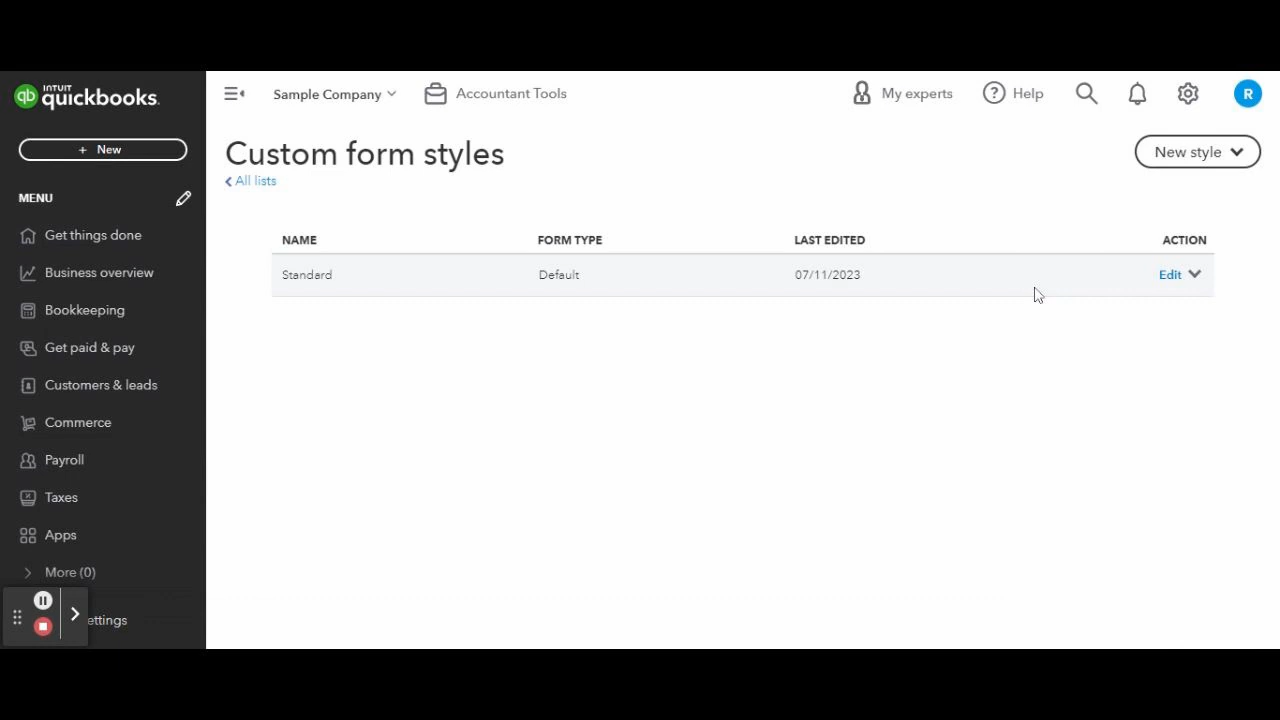 INTUIT
qb quickbooks.
Sample Company
Accountant Tools
My experts
Help
R
+ New
Custom form styles
New style
All lists
MENU
NAME FORM TYPE LAST EDITED ACTION
Standard Default 07/11/2023 Edit
Get things done
Business overview
Bookkeeping
Get paid & pay
Customers & leads
Commerce
Payroll
Taxes
Apps
More (0)
ettings